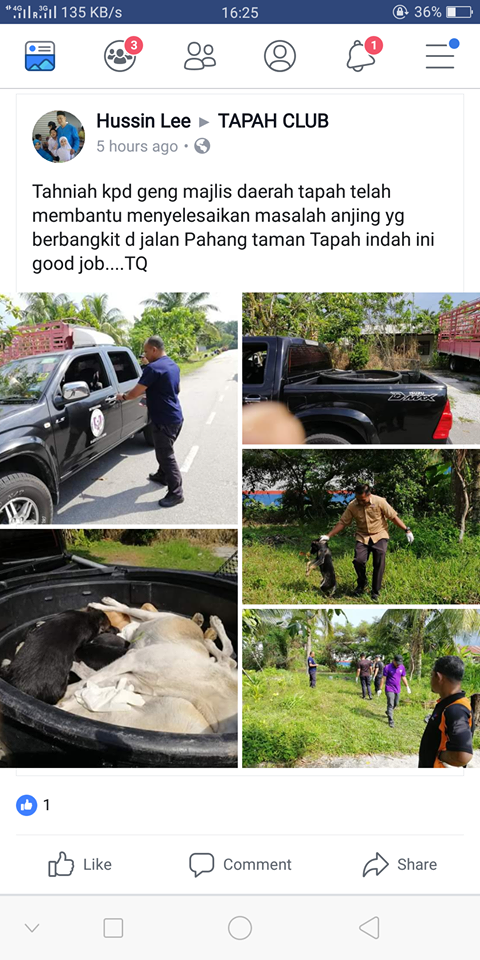 4G 3G R 135 KB/s 16:25 36%
3 1
Hussin Lee ▸ TAPAH CLUB
5 hours ago •
Tahniah kpd geng majlis daerah tapah telah
membantu menyelesaikan masalah anjing yg
berbangkit d jalan Pahang taman Tapah indah ini
good job....TQ
D-MAX
1
Like Comment Share